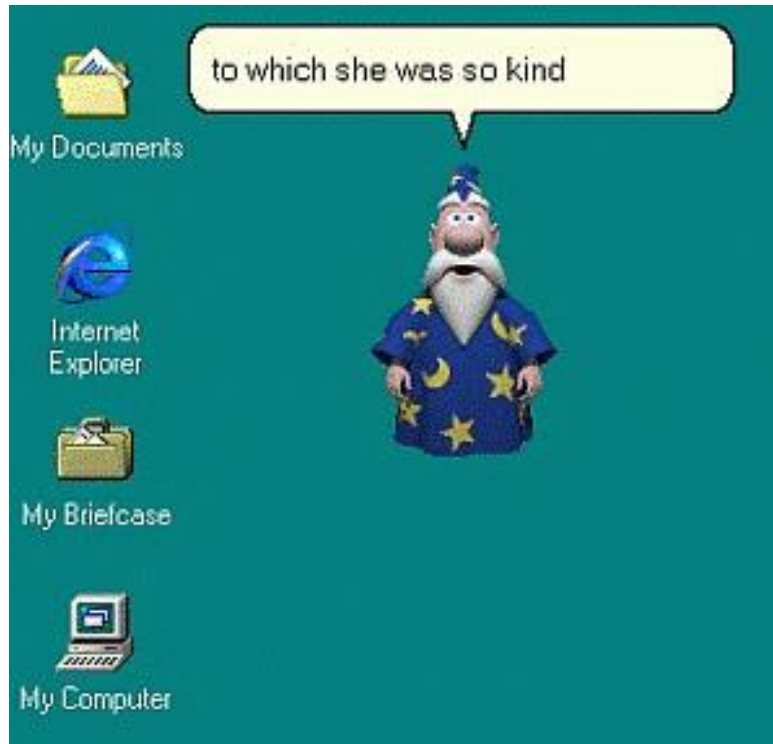 to which she was so kind
My Documents
Internet
Explorer
My Briefcase
My Computer